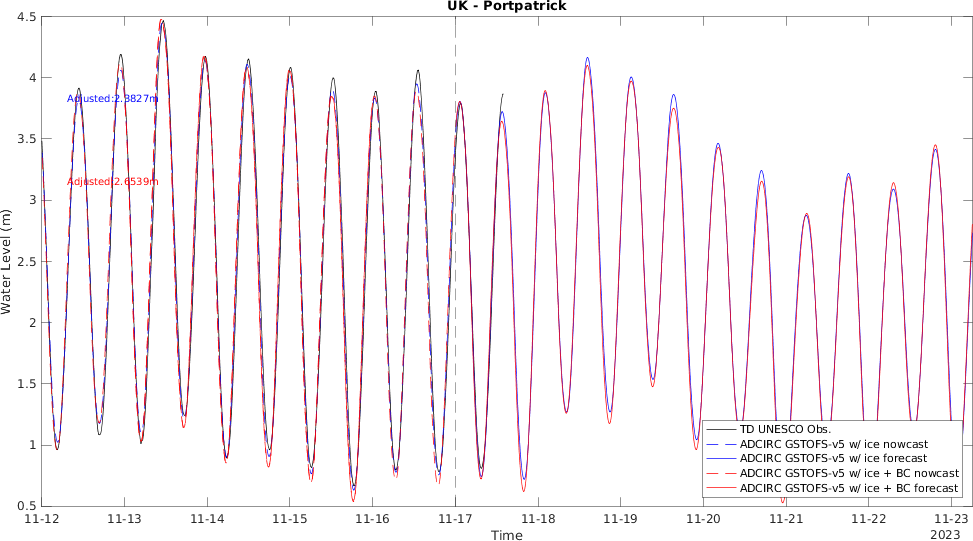 UK - Portpatrick
4.5
4
3.5
3
2.5
2
1.5
1
0.5
Water Level (m)
Adjusted:2.3827m
Adjusted:2.6539m
TD UNESCO Obs.
ADCIRC GSTOFS-v5 w/ ice nowcast
ADCIRC GSTOFS-v5 w/ ice forecast
ADCIRC GSTOFS-v5 w/ ice + BC nowcast
ADCIRC GSTOFS-v5 w/ ice + BC forecast
11-12 11-13 11-14 11-15 11-16 11-17 11-18 11-19 11-20 11-21 11-22 11-23
Time
2023